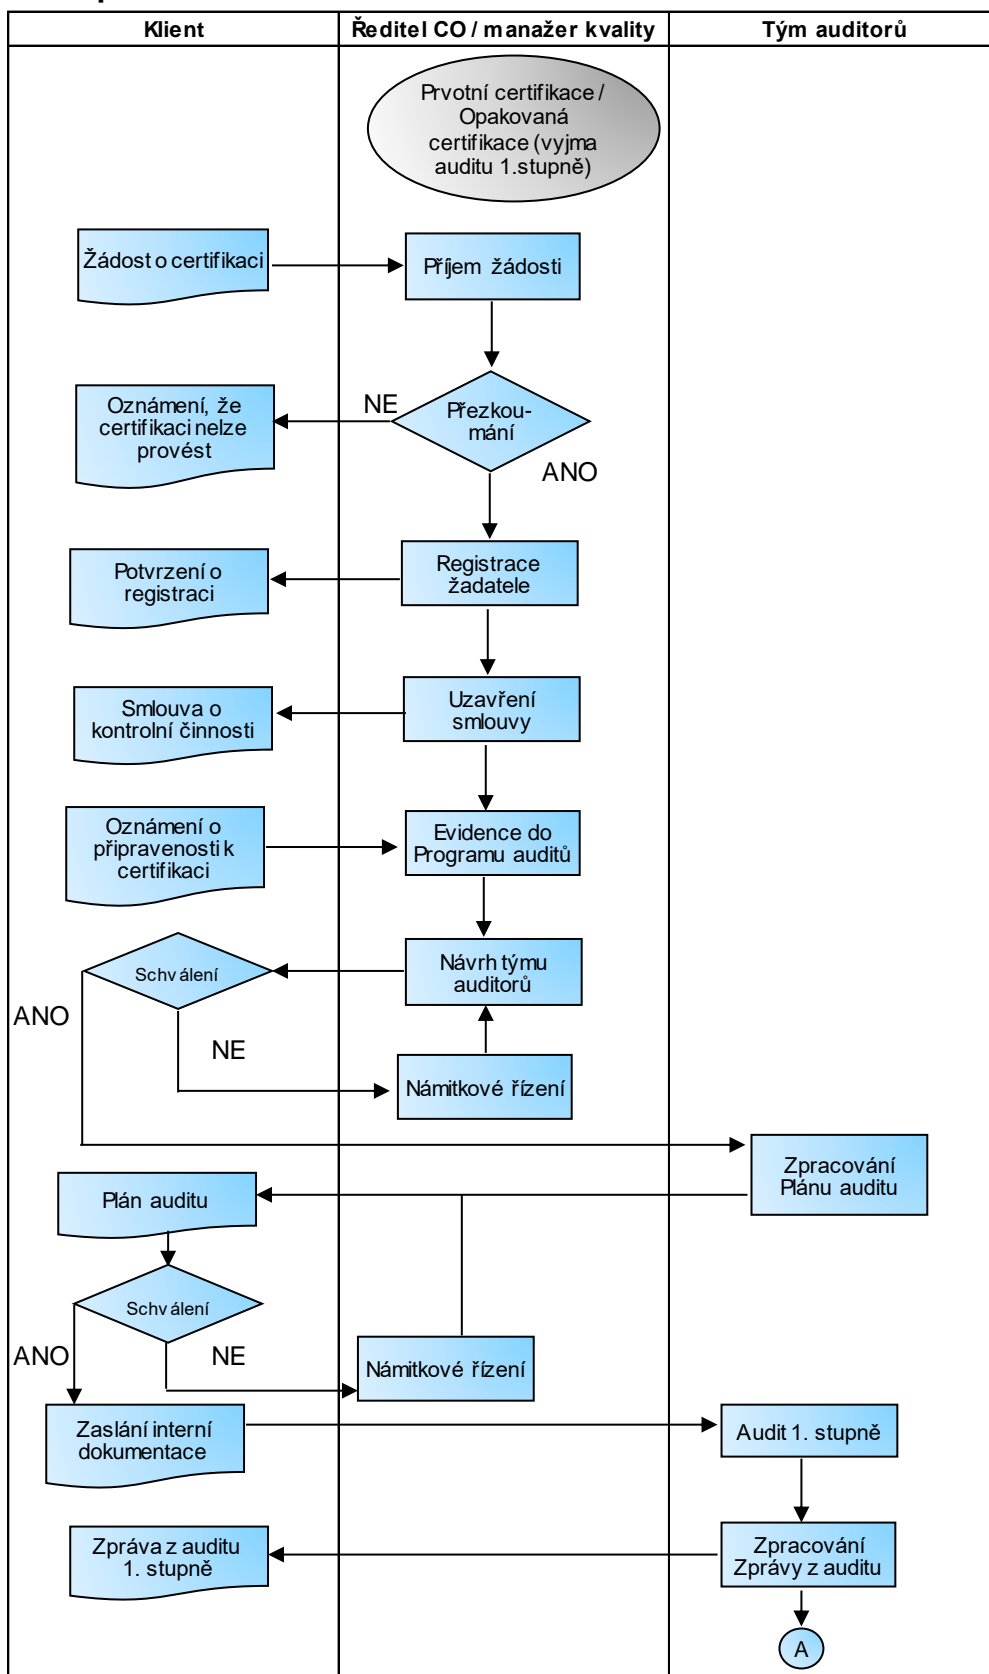 Klient
Ředitel CO / manažer kvality
Tým auditorů
Prvotní certifikace /
Opakovaná
certifikace (vyjma
auditu 1.stupně)
Žádost o certifikaci
Příjem žádosti
Oznámení, že
certifikaci nelze
provést
NE
Přezkou-
mání
ANO
Potvrzení o
registraci
Registrace
žadatele
Smlouva o
kontrolní činnosti
Uzavření
smlouvy
Oznámení o
připravenosti k
certifikaci
Evidence do
Programu auditů
Schválení
Návrh týmu
auditorů
ANO
NE
Námitkové řízení
Zpracování
Plánu auditu
Plán auditu
Schválení
ANO
NE
Námitkové řízení
Zaslání interní
dokumentace
Audit 1. stupně
Zpráva z auditu
1. stupně
Zpracování
Zprávy z auditu
A